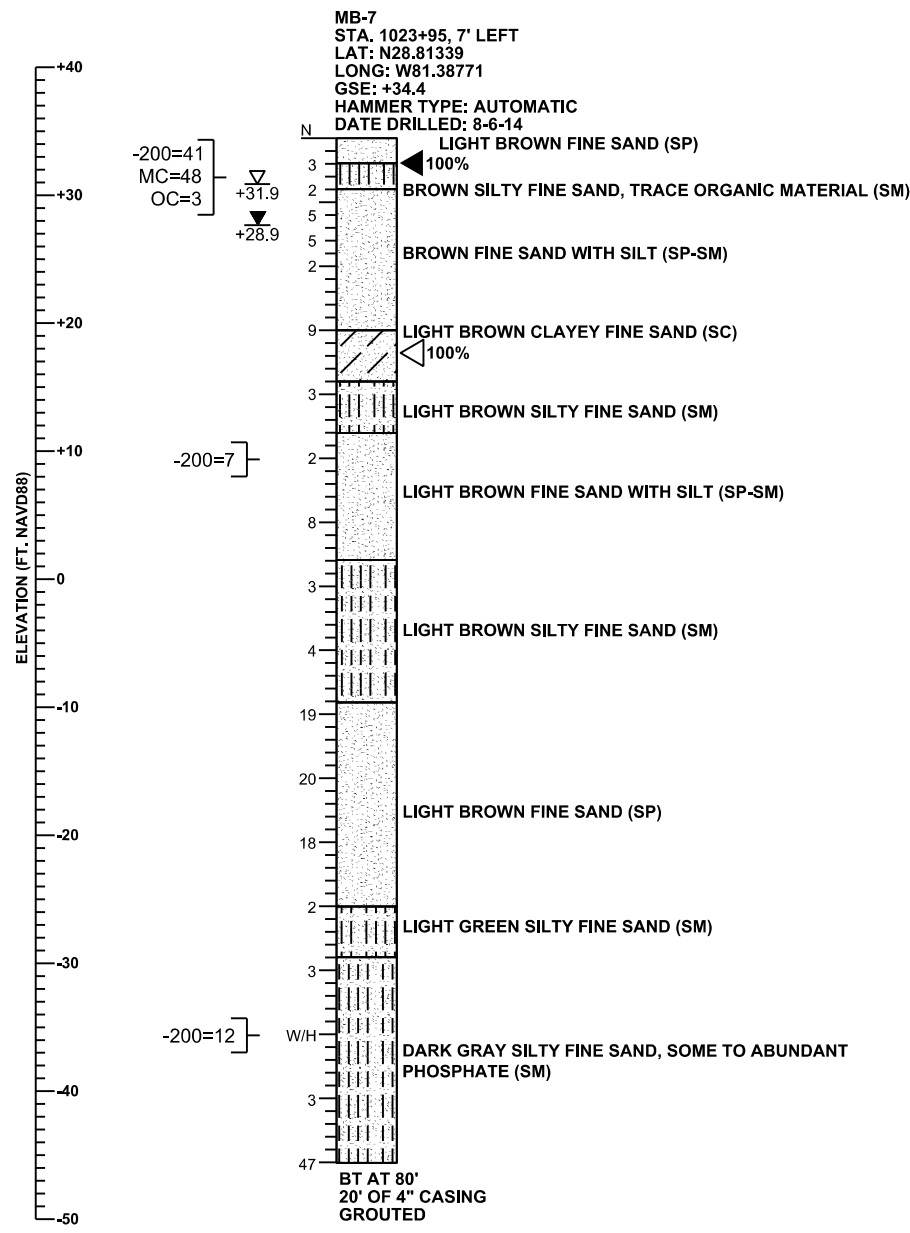 MB-7
STA. 1023+95, 7' LEFT
LAT: N28.81339
LONG: W81.38771
GSE: +34.4
HAMMER TYPE: AUTOMATIC
DATE DRILLED: 8-6-14
+40
N
LIGHT BROWN FINE SAND (SP)
-200=41
MC=48
OC=3
3
100%
+30
+31.9
2
BROWN SILTY FINE SAND, TRACE ORGANIC MATERIAL (SM)
5
+28.9
5
BROWN FINE SAND WITH SILT (SP-SM)
2
+20
9
LIGHT BROWN CLAYEY FINE SAND (SC)
100%
3
LIGHT BROWN SILTY FINE SAND (SM)
+10
-200=7
2
LIGHT BROWN FINE SAND WITH SILT (SP-SM)
8
ELEVATION (FT. NAVD88)
0
3
LIGHT BROWN SILTY FINE SAND (SM)
4
-10
19
20
LIGHT BROWN FINE SAND (SP)
-20
18
2
LIGHT GREEN SILTY FINE SAND (SM)
-30
3
-200=12
W/H
DARK GRAY SILTY FINE SAND, SOME TO ABUNDANT
PHOSPHATE (SM)
-40
3
47
BT AT 80'
20' OF 4" CASING
GROUTED
-50